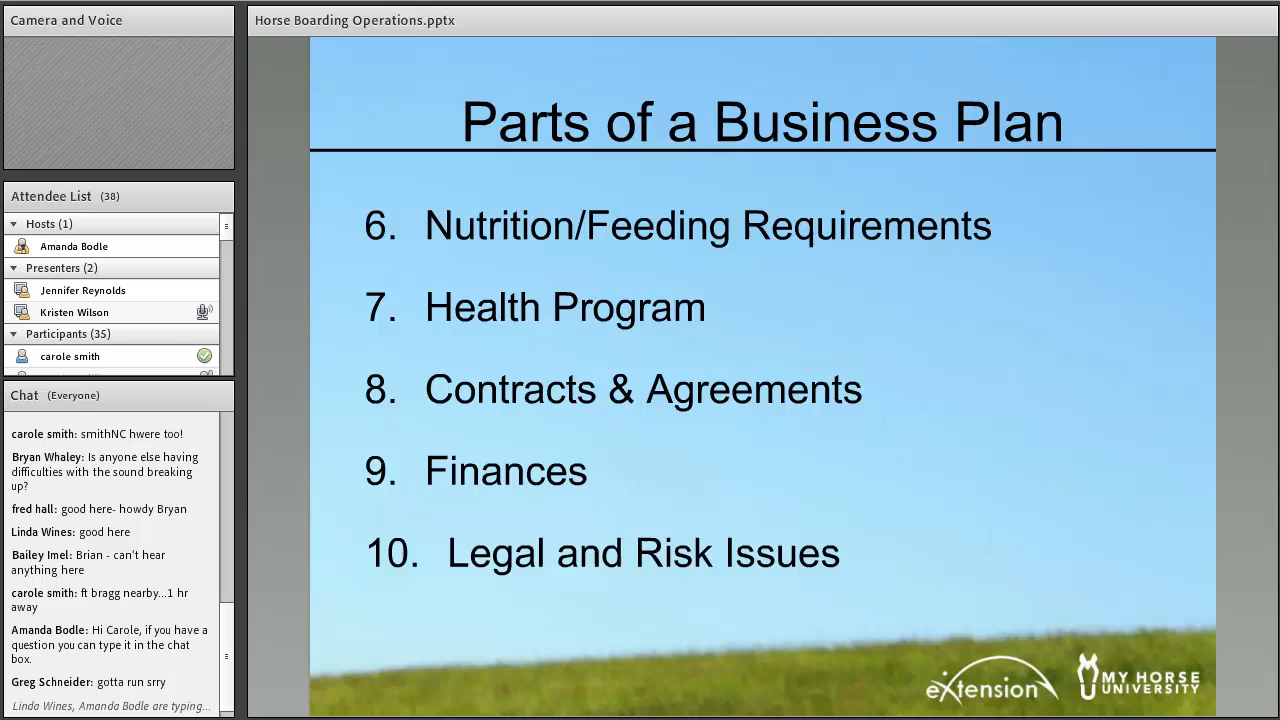 Camera and Voice
Attendee List (38)
Hosts (1)
Amanda Bodle
Presenters (2)
Jennifer Reynolds
Kristen Wilson
Participants (35)
carole smith
Chat (Everyone)
carole smith: smithNC hwere too!
Bryan Whaley: Is anyone else having
difficulties with the sound breaking
up?
fred hall: good here- howdy Bryan
Linda Wines: good here
Bailey Imel: Brian - can't hear
anything here
carole smith: ft bragg nearby...1 hr
away
Amanda Bodle: Hi Carole, if you have a
question you can type it in the chat
box.
Greg Schneider: gotta run srry
Linda Wines, Amanda Bodle are typing...
Horse Boarding Operations.pptx
Parts of a Business Plan
6. Nutrition/Feeding Requirements
7. Health Program
8. Contracts & Agreements
9. Finances
10. Legal and Risk Issues
eXtension
MY HORSE
UNIVERSITY